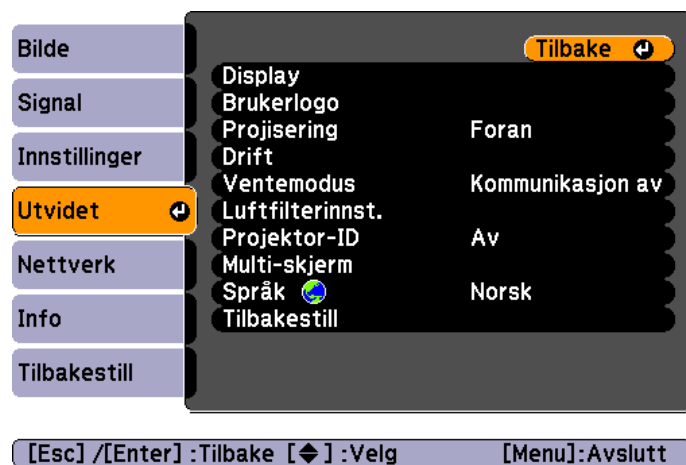 Bilde
Signal
Innstillinger
Utvidet
Nettverk
Info
Tilbakestill
Tilbake
Display
Brukerlogo
Projisering Foran
Drift
Ventemodus Kommunikasjon av
Luftfilterinnst.
Projektor-ID Av
Multi-skjerm
Språk Norsk
Tilbakestill
[Esc] /[Enter] :Tilbake [◆] :Velg [Menu]:Avslutt